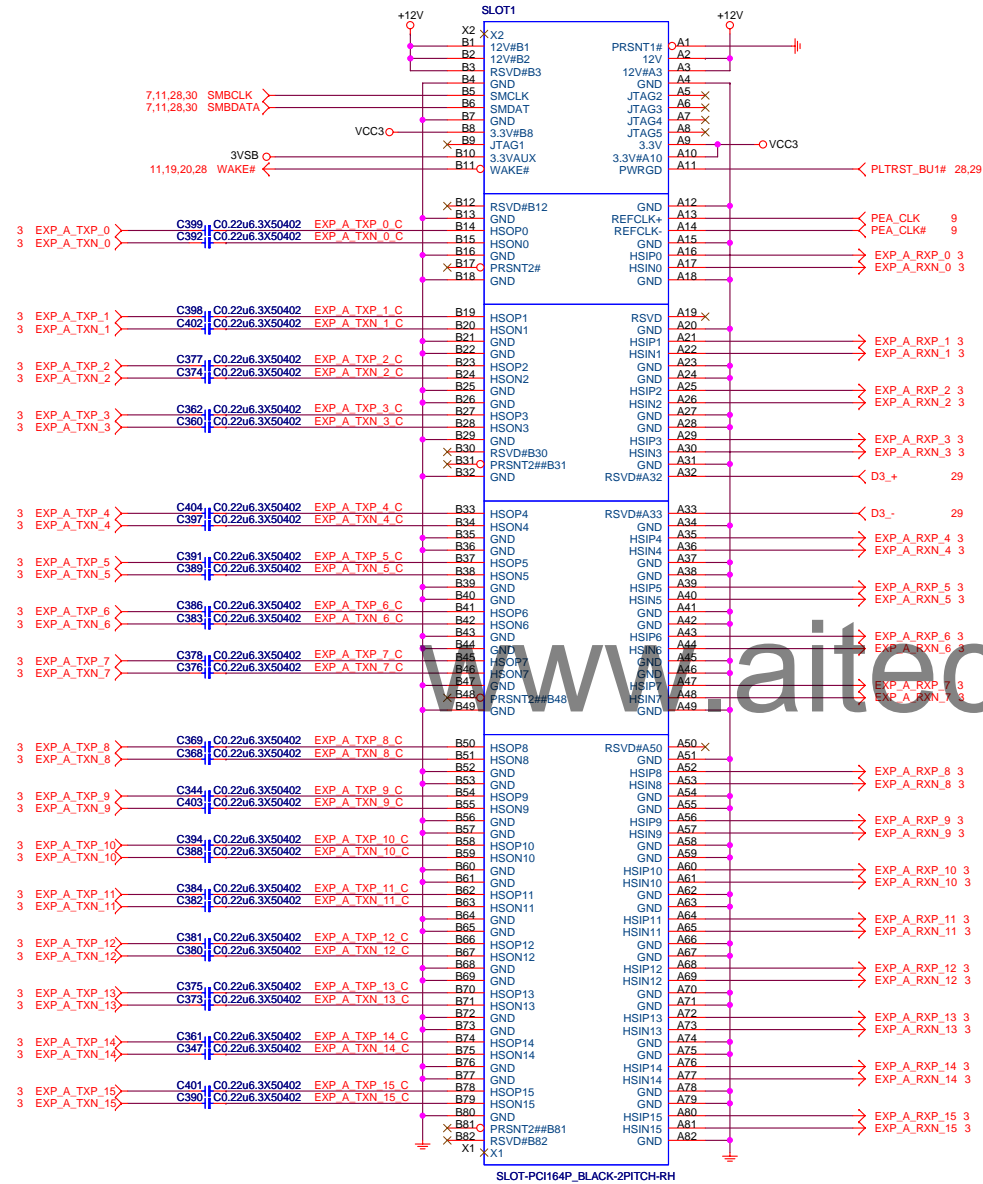 SLOT1
+12V +12V
X2 X2
B1 12V#B1 PRSNT1# A1
B2 12V#B2 12V A2
B3 RSVD#B3 12V#A3 A3
B4 GND GND A4
7,11,28,30 SMBCLK B5 SMCLK JTAG2 A5
7,11,28,30 SMBDATA B6 SMDAT JTAG3 A6
B7 GND JTAG4 A7
VCC3 B8 3.3V#B8 JTAG5 A8
B9 JTAG1 3.3V A9 VCC3
3VSB B10 3.3VAUX 3.3V#A10 A10
11,19,20,28 WAKE# B11 WAKE# PWRGD A11 PLTRST_BU1# 28,29
B12 RSVD#B12 GND A12
B13 GND REFCLK+ A13 PEA_CLK 9
3 EXP_A_TXP_0 C399 C0.22u6.3X50402 EXP_A_TXP_0_C B14 HSOP0 REFCLK- A14 PEA_CLK# 9
3 EXP_A_TXN_0 C392 C0.22u6.3X50402 EXP_A_TXN_0_C B15 HSON0 GND A15
B16 GND HSIP0 A16 EXP_A_RXP_0 3
B17 PRSNT2# HSIN0 A17 EXP_A_RXN_0 3
B18 GND GND A18
3 EXP_A_TXP_1 C398 C0.22u6.3X50402 EXP_A_TXP_1_C B19 HSOP1 RSVD A19
3 EXP_A_TXN_1 C402 C0.22u6.3X50402 EXP_A_TXN_1_C B20 HSON1 GND A20
B21 GND HSIP1 A21 EXP_A_RXP_1 3
B22 GND HSIN1 A22 EXP_A_RXN_1 3
3 EXP_A_TXP_2 C377 C0.22u6.3X50402 EXP_A_TXP_2_C B23 HSOP2 GND A23
3 EXP_A_TXN_2 C374 C0.22u6.3X50402 EXP_A_TXN_2_C B24 HSON2 GND A24
B25 GND HSIP2 A25 EXP_A_RXP_2 3
B26 GND HSIN2 A26 EXP_A_RXN_2 3
3 EXP_A_TXP_3 C362 C0.22u6.3X50402 EXP_A_TXP_3_C B27 HSOP3 GND A27
3 EXP_A_TXN_3 C360 C0.22u6.3X50402 EXP_A_TXN_3_C B28 HSON3 GND A28
B29 GND HSIP3 A29 EXP_A_RXP_3 3
B30 RSVD#B30 HSIN3 A30 EXP_A_RXN_3 3
B31 PRSNT2##B31 GND A31
B32 GND RSVD#A32 A32 D3_+ 29
3 EXP_A_TXP_4 C404 C0.22u6.3X50402 EXP_A_TXP_4_C B33 HSOP4 RSVD#A33 A33 D3_- 29
3 EXP_A_TXN_4 C397 C0.22u6.3X50402 EXP_A_TXN_4_C B34 HSON4 GND A34
B35 GND HSIP4 A35 EXP_A_RXP_4 3
B36 GND HSIN4 A36 EXP_A_RXN_4 3
3 EXP_A_TXP_5 C391 C0.22u6.3X50402 EXP_A_TXP_5_C B37 HSOP5 GND A37
3 EXP_A_TXN_5 C389 C0.22u6.3X50402 EXP_A_TXN_5_C B38 HSON5 GND A38
B39 GND HSIP5 A39 EXP_A_RXP_5 3
B40 GND HSIN5 A40 EXP_A_RXN_5 3
3 EXP_A_TXP_6 C386 C0.22u6.3X50402 EXP_A_TXP_6_C B41 HSOP6 GND A41
3 EXP_A_TXN_6 C383 C0.22u6.3X50402 EXP_A_TXN_6_C B42 HSON6 GND A42
B43 GND HSIP6 A43 EXP_A_RXP_6 3
B44 GND HSIN6 A44 EXP_A_RXN_6 3
3 EXP_A_TXP_7 C378 C0.22u6.3X50402 EXP_A_TXP_7_C B45 HSOP7 GND A45
3 EXP_A_TXN_7 C376 C0.22u6.3X50402 EXP_A_TXN_7_C B46 HSON7 GND A46
www.aitec
B47 GND HSIP7 A47 EXP_A_RXP_7 3
B48 PRSNT2##B48 HSIN7 A48 EXP_A_RXN_7 3
B49 GND GND A49
3 EXP_A_TXP_8 C369 C0.22u6.3X50402 EXP_A_TXP_8_C B50 HSOP8 RSVD#A50 A50
3 EXP_A_TXN_8 C368 C0.22u6.3X50402 EXP_A_TXN_8_C B51 HSON8 GND A51
B52 GND HSIP8 A52 EXP_A_RXP_8 3
B53 GND HSIN8 A53 EXP_A_RXN_8 3
3 EXP_A_TXP_9 C344 C0.22u6.3X50402 EXP_A_TXP_9_C B54 HSOP9 GND A54
3 EXP_A_TXN_9 C403 C0.22u6.3X50402 EXP_A_TXN_9_C B55 HSON9 GND A55
B56 GND HSIP9 A56 EXP_A_RXP_9 3
B57 GND HSIN9 A57 EXP_A_RXN_9 3
3 EXP_A_TXP_10 C394 C0.22u6.3X50402 EXP_A_TXP_10_C B58 HSOP10 GND A58
3 EXP_A_TXN_10 C388 C0.22u6.3X50402 EXP_A_TXN_10_C B59 HSON10 GND A59
B60 GND HSIP10 A60 EXP_A_RXP_10 3
B61 GND HSIN10 A61 EXP_A_RXN_10 3
3 EXP_A_TXP_11 C384 C0.22u6.3X50402 EXP_A_TXP_11_C B62 HSOP11 GND A62
3 EXP_A_TXN_11 C382 C0.22u6.3X50402 EXP_A_TXN_11_C B63 HSON11 GND A63
B64 GND HSIP11 A64 EXP_A_RXP_11 3
B65 GND HSIN11 A65 EXP_A_RXN_11 3
3 EXP_A_TXP_12 C381 C0.22u6.3X50402 EXP_A_TXP_12_C B66 HSOP12 GND A66
3 EXP_A_TXN_12 C380 C0.22u6.3X50402 EXP_A_TXN_12_C B67 HSON12 GND A67
B68 GND HSIP12 A68 EXP_A_RXP_12 3
B69 GND HSIN12 A69 EXP_A_RXN_12 3
3 EXP_A_TXP_13 C375 C0.22u6.3X50402 EXP_A_TXP_13_C B70 HSOP13 GND A70
3 EXP_A_TXN_13 C373 C0.22u6.3X50402 EXP_A_TXN_13_C B71 HSON13 GND A71
B72 GND HSIP13 A72 EXP_A_RXP_13 3
B73 GND HSIN13 A73 EXP_A_RXN_13 3
3 EXP_A_TXP_14 C361 C0.22u6.3X50402 EXP_A_TXP_14_C B74 HSOP14 GND A74
3 EXP_A_TXN_14 C347 C0.22u6.3X50402 EXP_A_TXN_14_C B75 HSON14 GND A75
B76 GND HSIP14 A76 EXP_A_RXP_14 3
B77 GND HSIN14 A77 EXP_A_RXN_14 3
3 EXP_A_TXP_15 C401 C0.22u6.3X50402 EXP_A_TXP_15_C B78 HSOP15 GND A78
3 EXP_A_TXN_15 C390 C0.22u6.3X50402 EXP_A_TXN_15_C B79 HSON15 GND A79
B80 GND HSIP15 A80 EXP_A_RXP_15 3
B81 PRSNT2##B81 HSIN15 A81 EXP_A_RXN_15 3
B82 RSVD#B82 GND A82
X1 X1
SLOT-PCI164P_BLACK-2PITCH-RH